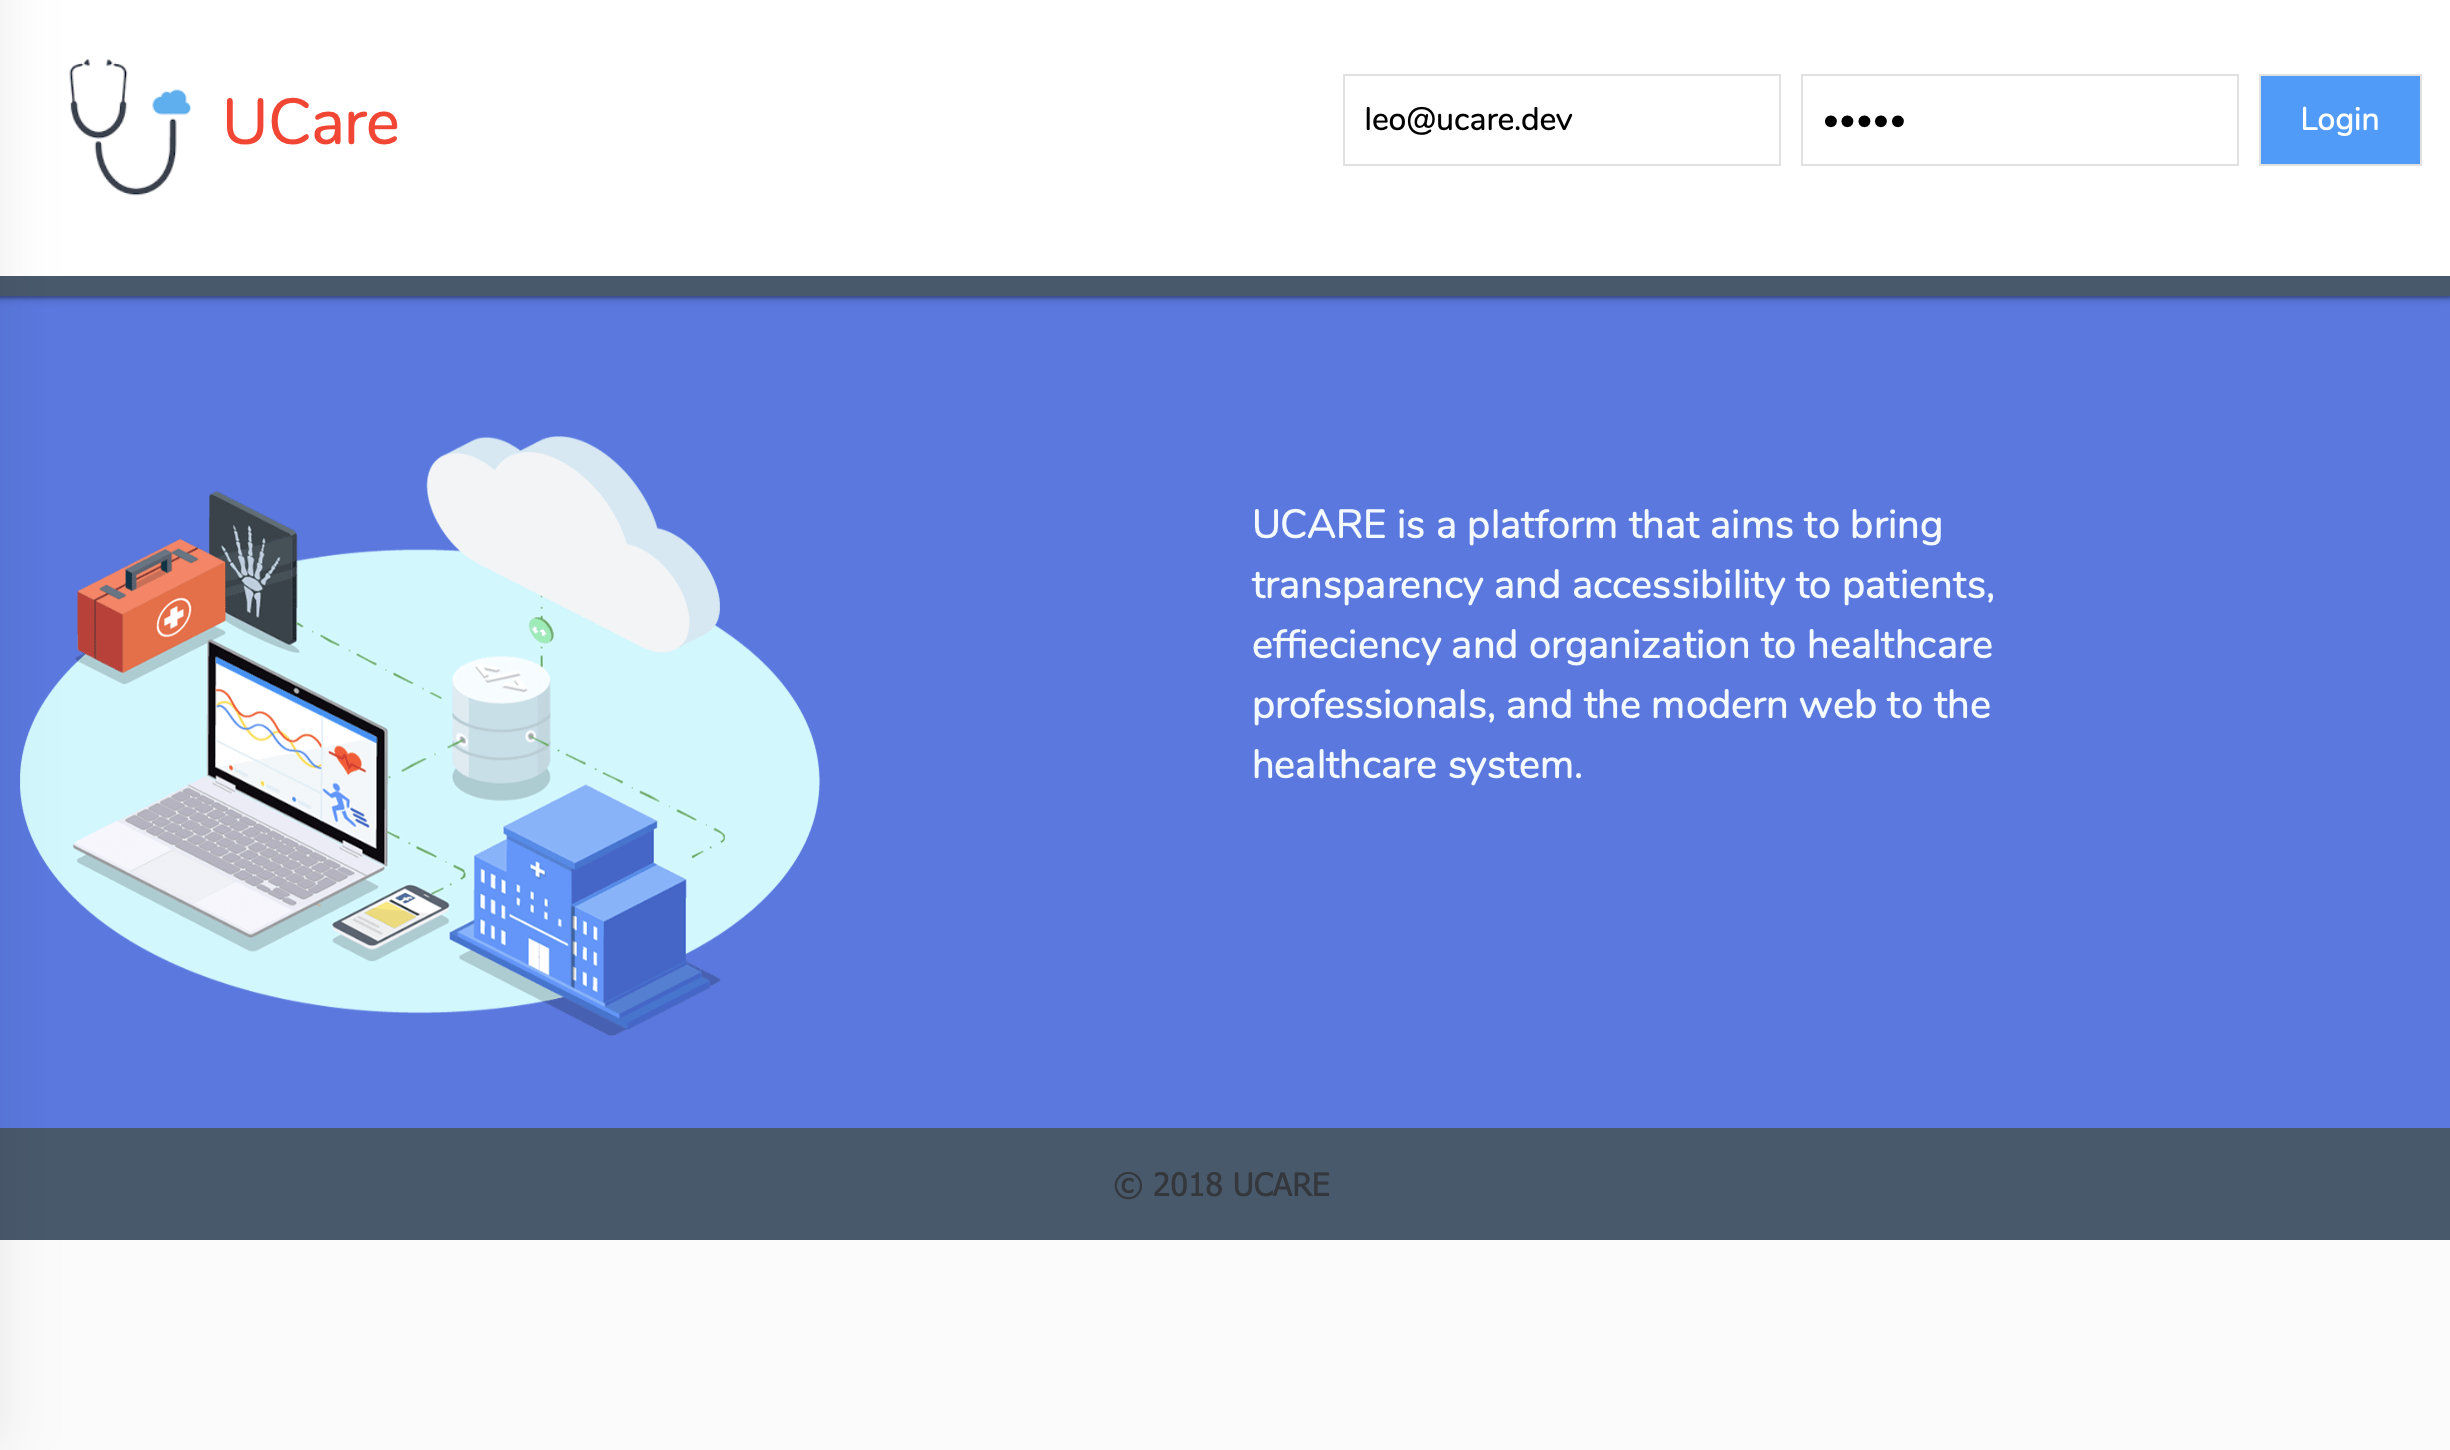 UCare
leo@ucare.dev
•••••
Login
UCARE is a platform that aims to bring
transparency and accessibility to patients,
effieciency and organization to healthcare
professionals, and the modern web to the
healthcare system.
© 2018 UCARE